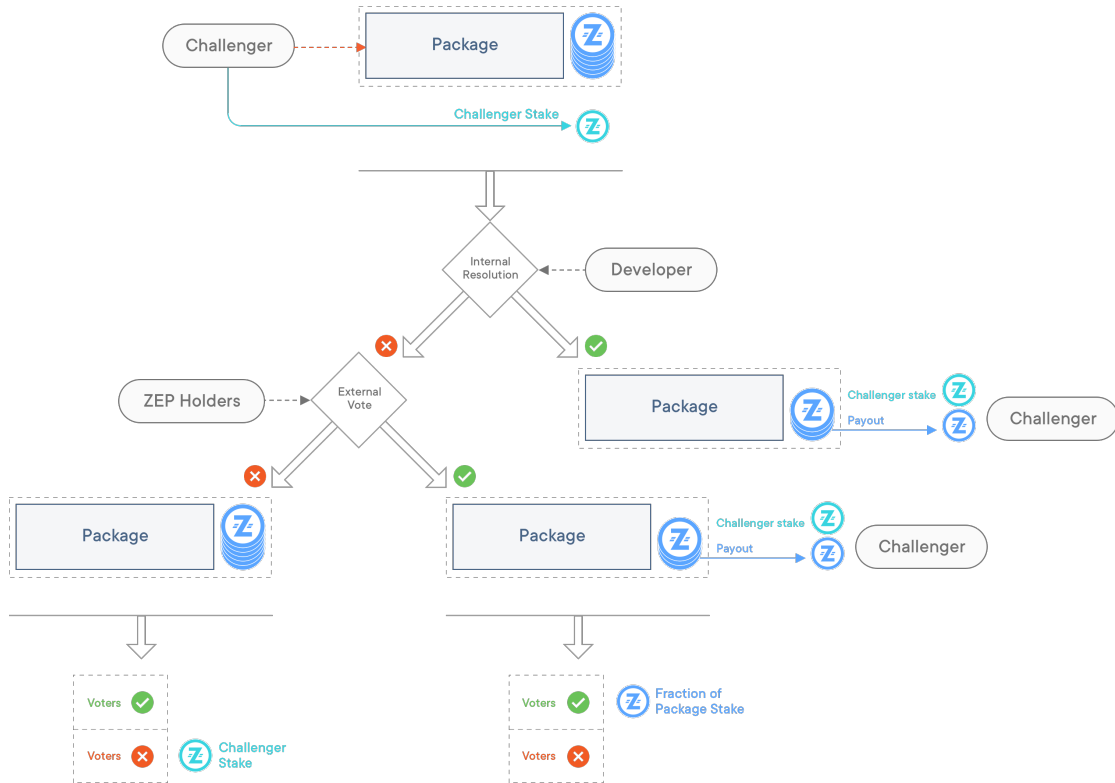 Challenger
Package
Challenger Stake
Internal
Resolution
Developer
ZEP Holders
External
Vote
Package
Challenger stake
Payout
Challenger
Package
Package
Challenger stake
Payout
Challenger
Voters
Voters
Challenger
Stake
Voters
Fraction of
Package Stake
Voters